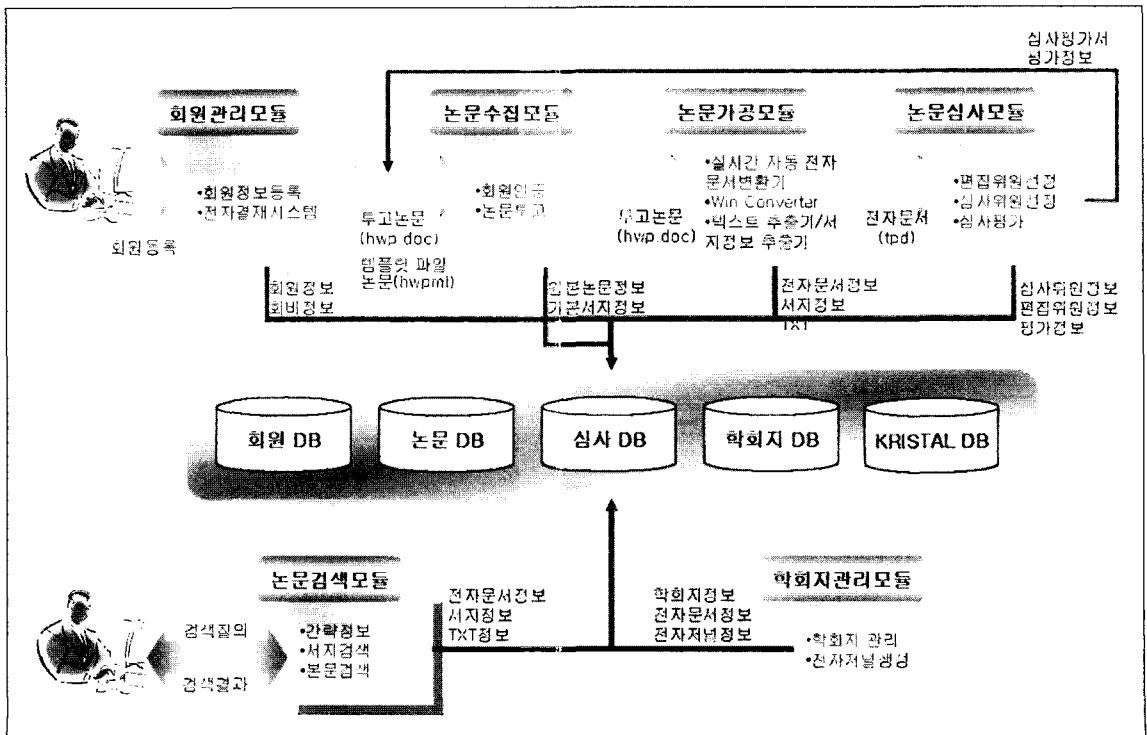 심사평가서
평가정보
회원관리모듈
논문수집모듈
논문가공모듈
논문심사모듈
•회원정보등록
•전자결재시스템
회원등록
투고논문
(hwp doc)
템플릿 파일
논문(hwpml)
•회원인증
•논문투고
투고논문
(hwp doc)
•실시간 자동 전자
문서변환기
•Win Converter
•텍스트 추출기/서
지정보 추출기
전자문서
(tpd)
•편집위원선정
•심사위원선정
•심사평가
회원정보
회비정보
원본논문정보
기본서지정보
전자문서정보
서지정보
TXT
심사위원정보
편집위원정보
평가정보
회원 DB
논문 DB
심사 DB
학회지 DB
KRISTAL DB
논문검색모듈
학회지관리모듈
검색질의
검색결과
•간략정보
•서지검색
•본문검색
전자문서정보
서지정보
TXT정보
학회지정보
전자문서정보
전자저널정보
•학회지 관리
•전자저널생성